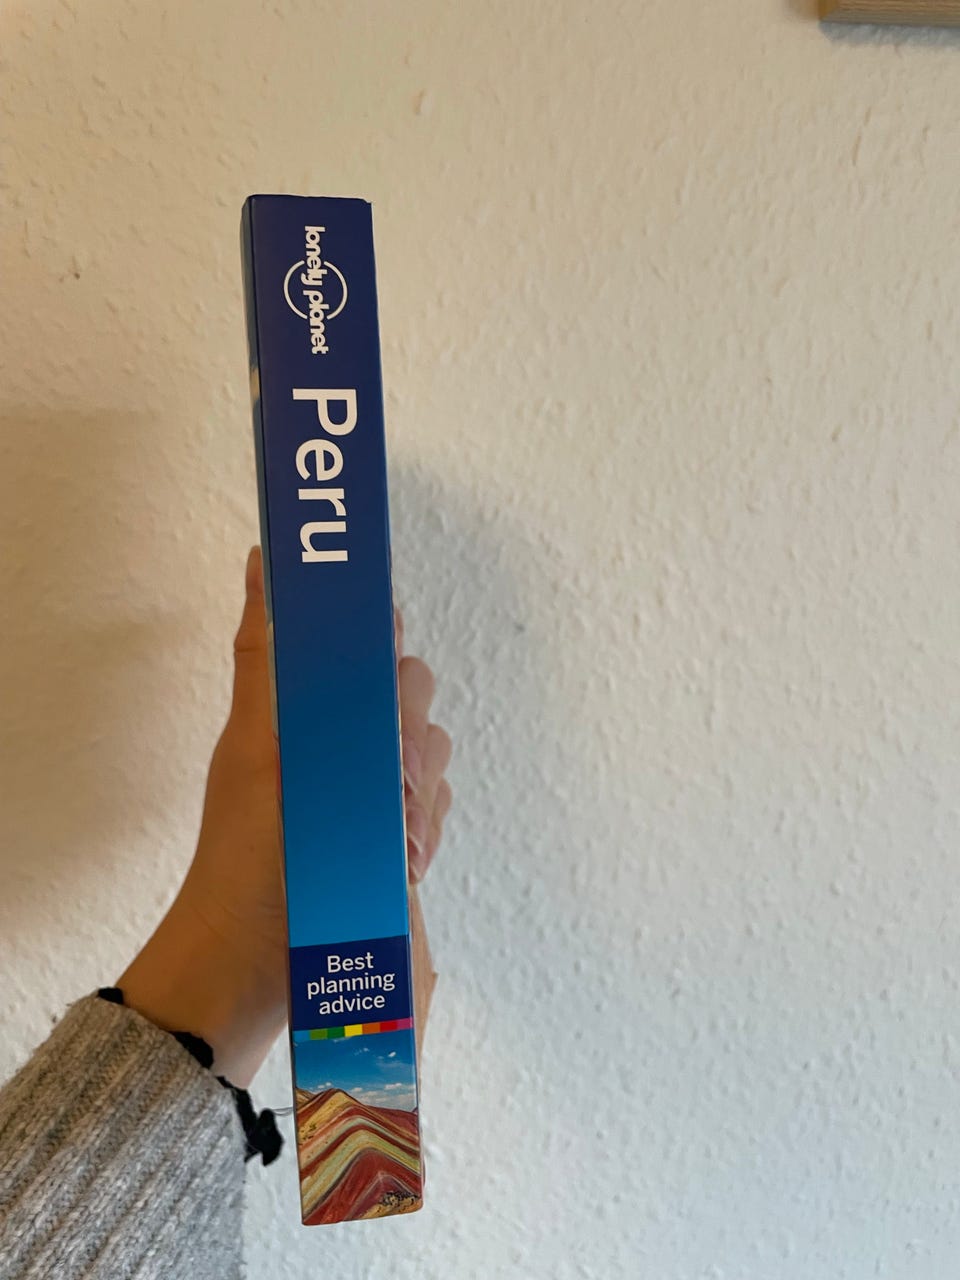 lonely planet
Peru
Best
planning
advice